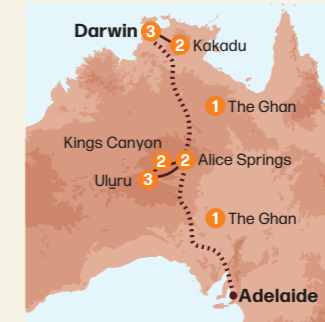 Darwin 3
2 Kakadu
1 The Ghan
Kings Canyon
2 2 Alice Springs
Uluru 3
1 The Ghan
Adelaide